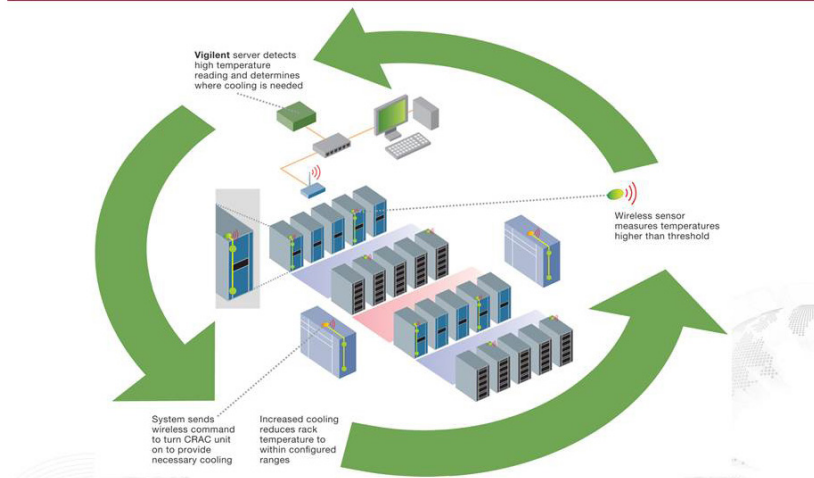 Vigilent server detects
high temperature
reading and determines
where cooling is needed
Wireless sensor
measures temperatures
higher than threshold
System sends
wireless command
to turn CRAC unit
on to provide
necessary cooling
Increased cooling
reduces rack
temperature to
within configured
ranges